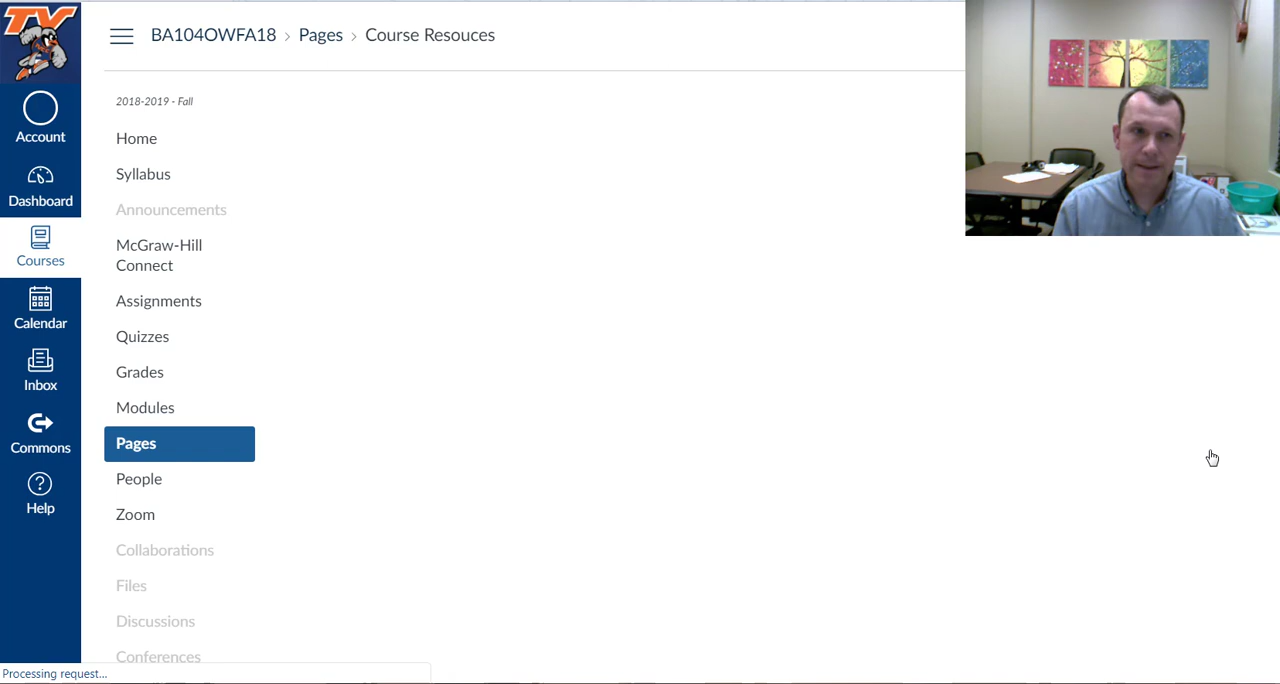 TV
BA104OWFA18 › Pages › Course Resouces
2018-2019 - Fall
Account
Dashboard
Courses
Calendar
Inbox
Commons
Help
Home
Syllabus
Announcements
McGraw-Hill
Connect
Assignments
Quizzes
Grades
Modules
Pages
People
Zoom
Collaborations
Files
Discussions
Conferences
Processing request...